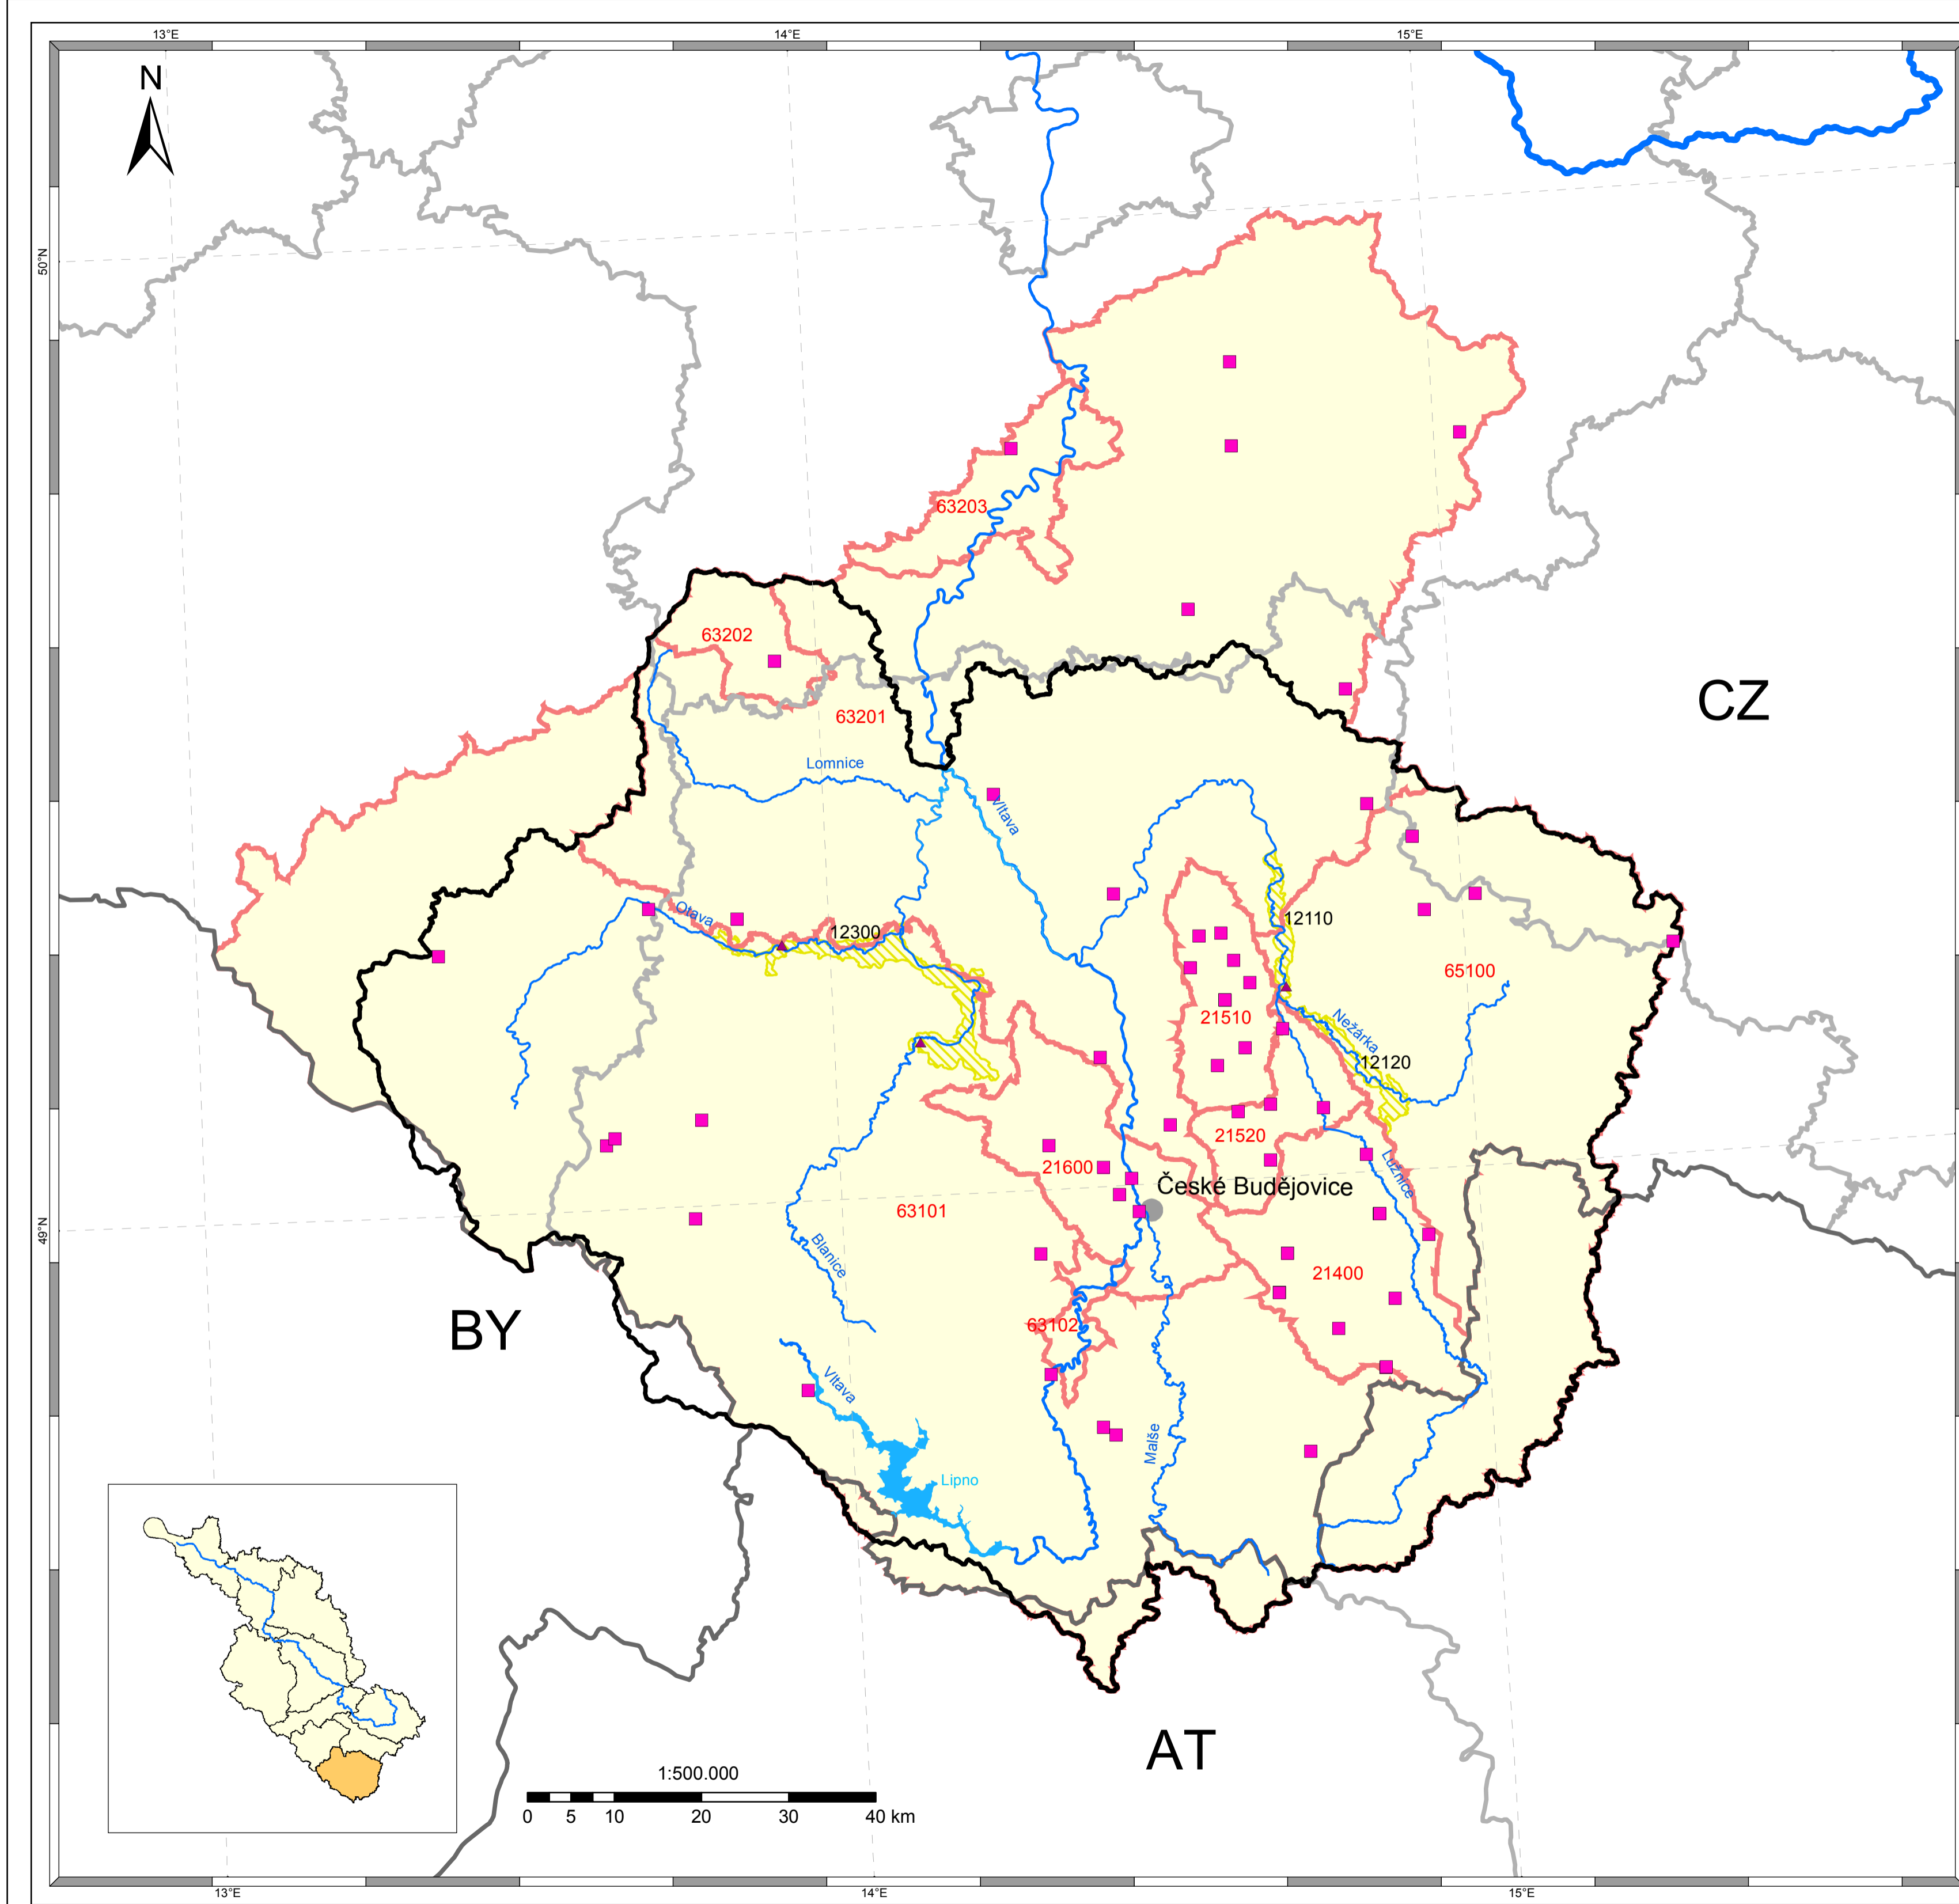 13°E
14°E
15°E
N
50°N
63203
63202
CZ
63201
Lomnice
Vltava
Otava
12300
12110
65100
21510
Nežárka
12120
21520
21600
Lužnice
České Budějovice
63101
49°N
Blanice
21400
BY
63102
Vltava
Malše
Lipno
AT
1:500.000
0 5 10 20 30 40 km
13°E
14°E
15°E